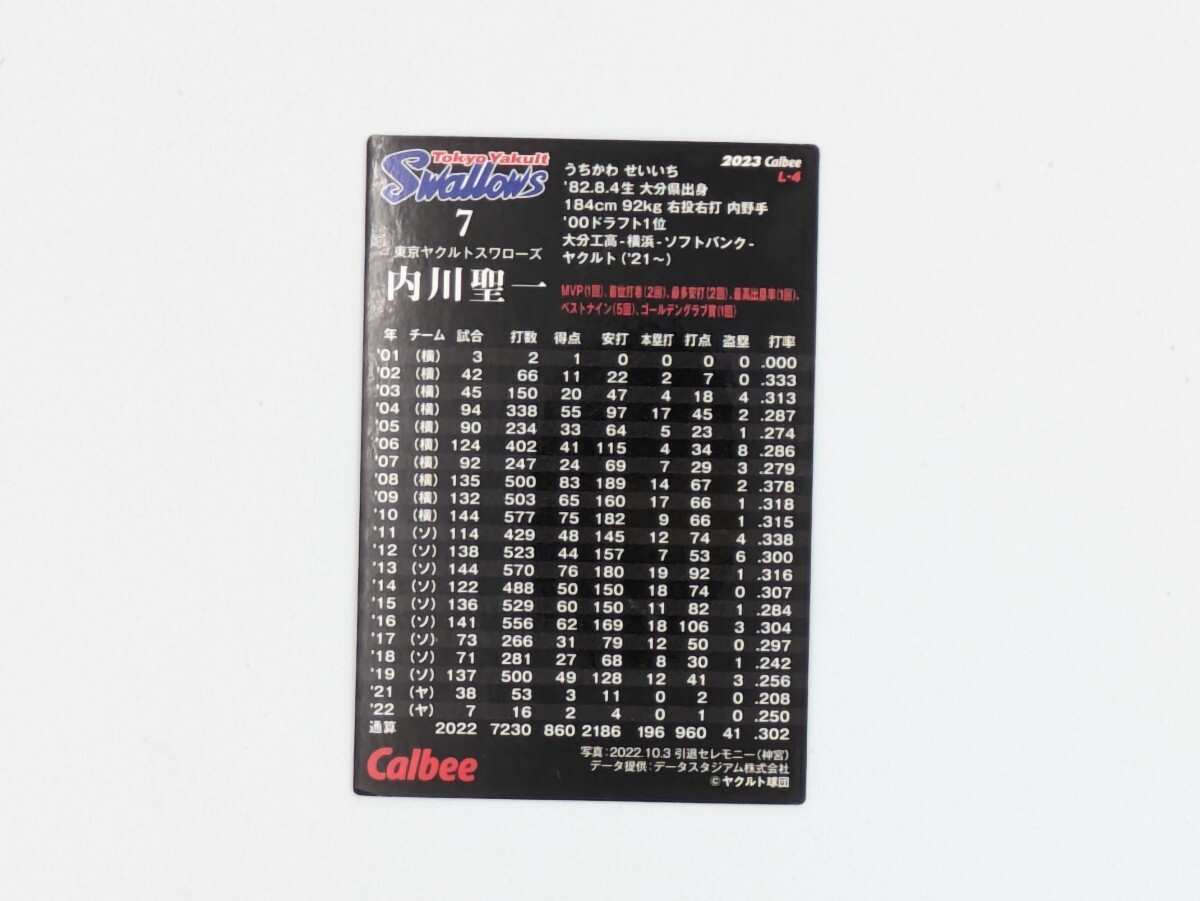 Tokyo Yakult
Swallows
7
東京ヤクルトスワローズ
内川聖一
2023 Calbee
L-4
うちかわ せいいち
'82.8.4生 大分県出身
184cm 92kg 右投右打 内野手
'00ドラフト1位
大分工高-横浜-ソフトバンク-
ヤクルト('21~)
MVP(1回)、首位打者(2回)、最多安打(2回)、最高出塁率(1回)、
ベストナイン(5回)、ゴールデングラブ賞(1回)
年 チーム 試合 打数 得点 安打 本塁打 打点 盗塁 打率
'01 (横) 3 2 1 0 0 0 0 .000
'02 (横) 42 66 11 22 2 7 0 .333
'03 (横) 45 150 20 47 4 18 4 .313
'04 (横) 94 338 55 97 17 45 2 .287
'05 (横) 90 234 33 64 5 23 1 .274
'06 (横) 124 402 41 115 4 34 8 .286
'07 (横) 92 247 24 69 7 29 3 .279
'08 (横) 135 500 83 189 14 67 2 .378
'09 (横) 132 503 65 160 17 66 1 .318
'10 (横) 144 577 75 182 9 66 1 .315
'11 (ソ) 114 429 48 145 12 74 4 .338
'12 (ソ) 138 523 44 157 7 53 6 .300
'13 (ソ) 144 570 76 180 19 92 1 .316
'14 (ソ) 122 488 50 150 18 74 0 .307
'15 (ソ) 136 529 60 150 11 82 1 .284
'16 (ソ) 141 556 62 169 18 106 3 .304
'17 (ソ) 73 266 31 79 12 50 0 .297
'18 (ソ) 71 281 27 68 8 30 1 .242
'19 (ソ) 137 500 49 128 12 41 3 .256
'21 (ヤ) 38 53 3 11 0 2 0 .208
'22 (ヤ) 7 16 2 4 0 1 0 .250
通算 2022 7230 860 2186 196 960 41 .302
Calbee
写真:2022.10.3 引退セレモニー(神宮)
データ提供:データスタジアム株式会社
©ヤクルト球団